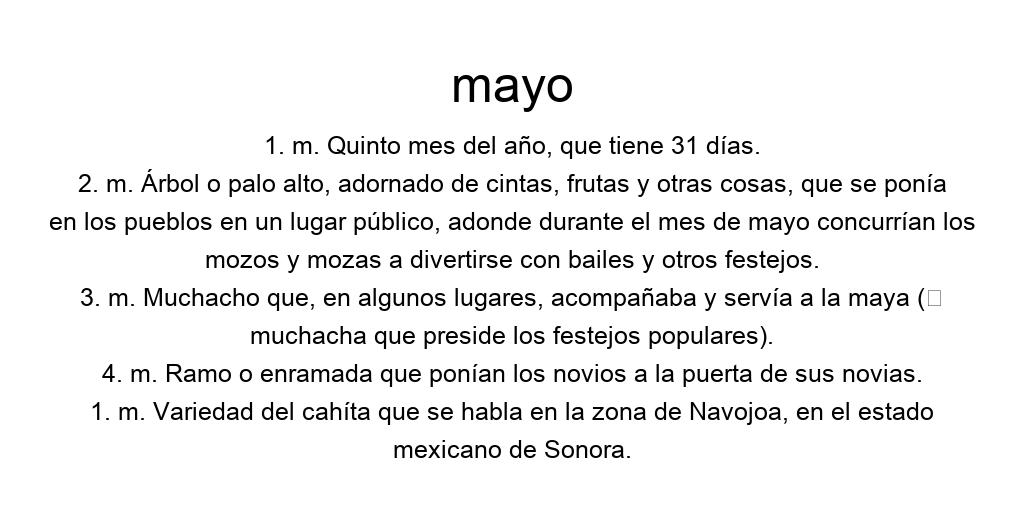 mayo
1. m. Quinto mes del año, que tiene 31 días.
2. m. Árbol o palo alto, adornado de cintas, frutas y otras cosas, que se ponía
en los pueblos en un lugar público, adonde durante el mes de mayo concurrían los
mozos y mozas a divertirse con bailes y otros festejos.
3. m. Muchacho que, en algunos lugares, acompañaba y servía a la maya (□
muchacha que preside los festejos populares).
4. m. Ramo o enramada que ponían los novios a la puerta de sus novias.
1. m. Variedad del cahíta que se habla en la zona de Navojoa, en el estado
mexicano de Sonora.